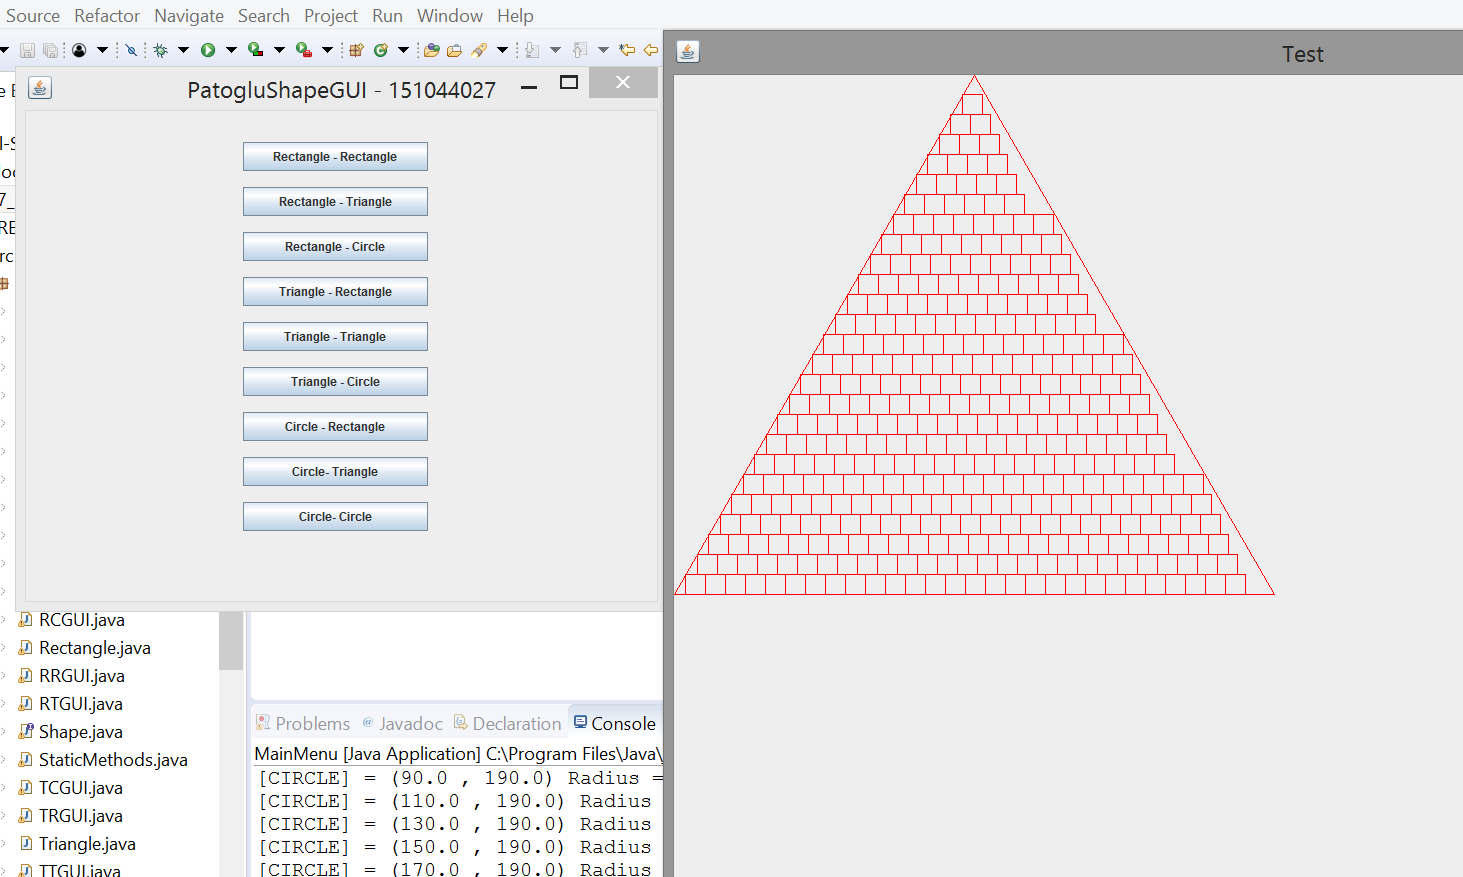 Source Refactor Navigate Search Project Run Window Help
PatogluShapeGUI - 151044027
Test
Rectangle - Rectangle
Rectangle - Triangle
Rectangle - Circle
Triangle - Rectangle
Triangle - Triangle
Triangle - Circle
Circle - Rectangle
Circle- Triangle
Circle- Circle
RCGUI.java
Rectangle.java
RRGUI.java
RTGUI.java
Shape.java
StaticMethods.java
TCGUI.java
TRGUI.java
Triangle.java
TTGUI.java
Problems @ Javadoc Declaration Console
MainMenu [Java Application] C:\Program Files\Java\
[CIRCLE] = (90.0 , 190.0) Radius =
[CIRCLE] = (110.0 , 190.0) Radius
[CIRCLE] = (130.0 , 190.0) Radius
[CIRCLE] = (150.0 , 190.0) Radius
[CIRCLE] = (170.0 , 190.0) Radius